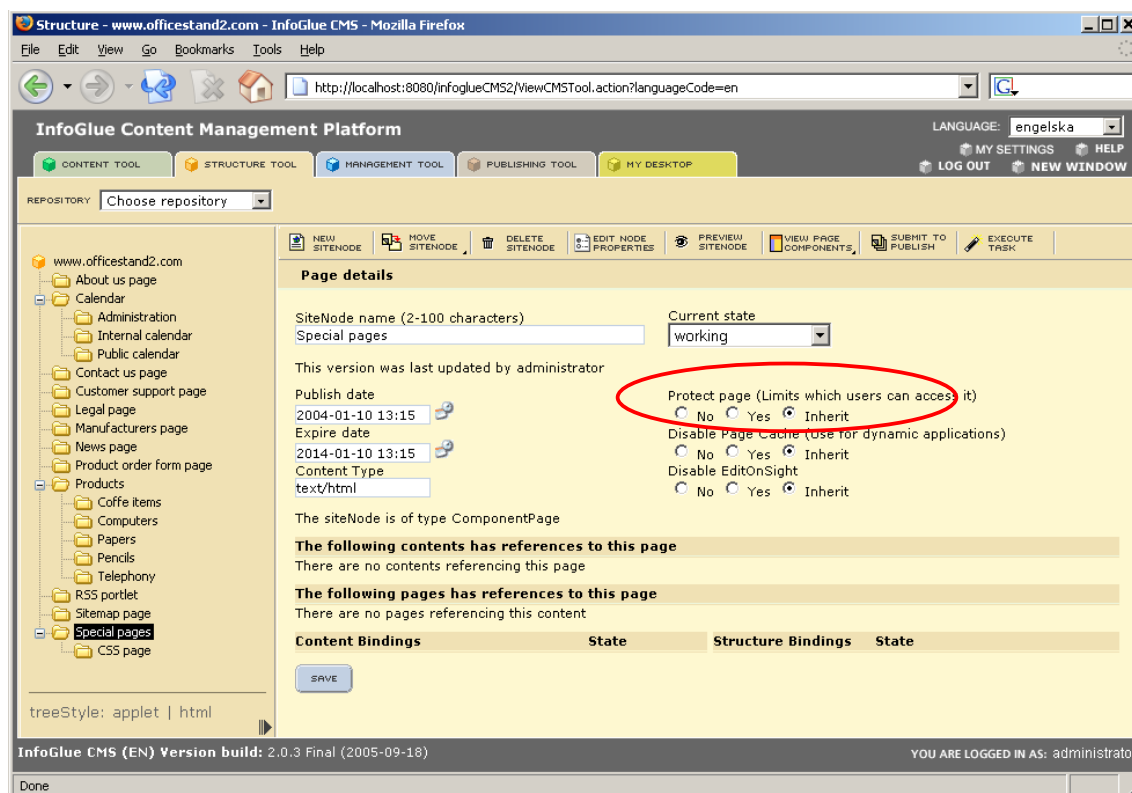 Structure - www.officestand2.com - InfoGlue CMS - Mozilla Firefox
File Edit View Go Bookmarks Tools Help
http://localhost:8080/infoglueCMS2/ViewCMSTool.action?languageCode=en
G
InfoGlue Content Management Platform
LANGUAGE: engelska
MY SETTINGS HELP
LOG OUT NEW WINDOW
CONTENT TOOL STRUCTURE TOOL MANAGEMENT TOOL PUBLISHING TOOL MY DESKTOP
REPOSITORY Choose repository
NEW SITENODE MOVE SITENODE DELETE SITENODE EDIT NODE PROPERTIES PREVIEW SITENODE VIEW PAGE COMPONENTS SUBMIT TO PUBLISH EXECUTE TASK
www.officestand2.com
About us page
Calendar
Administration
Internal calendar
Public calendar
Contact us page
Customer support page
Legal page
Manufacturers page
News page
Product order form page
Products
Coffe items
Computers
Papers
Pencils
Telephony
RSS portlet
Sitemap page
Special pages
CSS page
treeStyle: applet | html
Page details
SiteNode name (2-100 characters)
Special pages
Current state
working
This version was last updated by administrator
Publish date
2004-01-10 13:15
Expire date
2014-01-10 13:15
Content Type
text/html
Protect page (Limits which users can access it)
No Yes Inherit
Disable Page Cache (Use for dynamic applications)
No Yes Inherit
Disable EditOnSight
No Yes Inherit
The siteNode is of type ComponentPage
The following contents has references to this page
There are no contents referencing this page
The following pages has references to this page
There are no pages referencing this content
Content Bindings State Structure Bindings State
SAVE
InfoGlue CMS (EN) Version build: 2.0.3 Final (2005-09-18)
YOU ARE LOGGED IN AS: administrato
Done